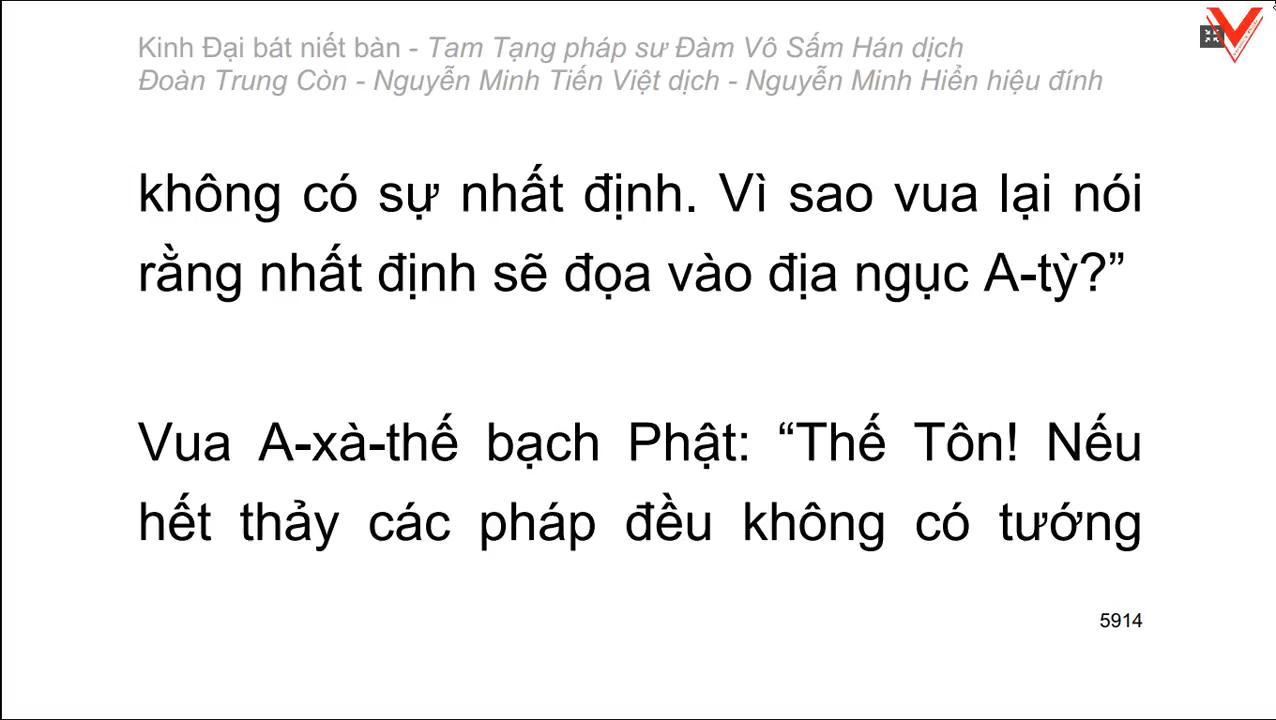 Kinh Đại bát niết bàn - Tam Tạng pháp sư Đàm Vô Sấm Hán dịch
Đoàn Trung Còn - Nguyễn Minh Tiến Việt dịch - Nguyễn Minh Hiển hiệu đính
không có sự nhất định. Vì sao vua lại nói
rằng nhất định sẽ đọa vào địa ngục A-tỳ?”
Vua A-xà-thế bạch Phật: “Thế Tôn! Nếu
hết thảy các pháp đều không có tướng
5914